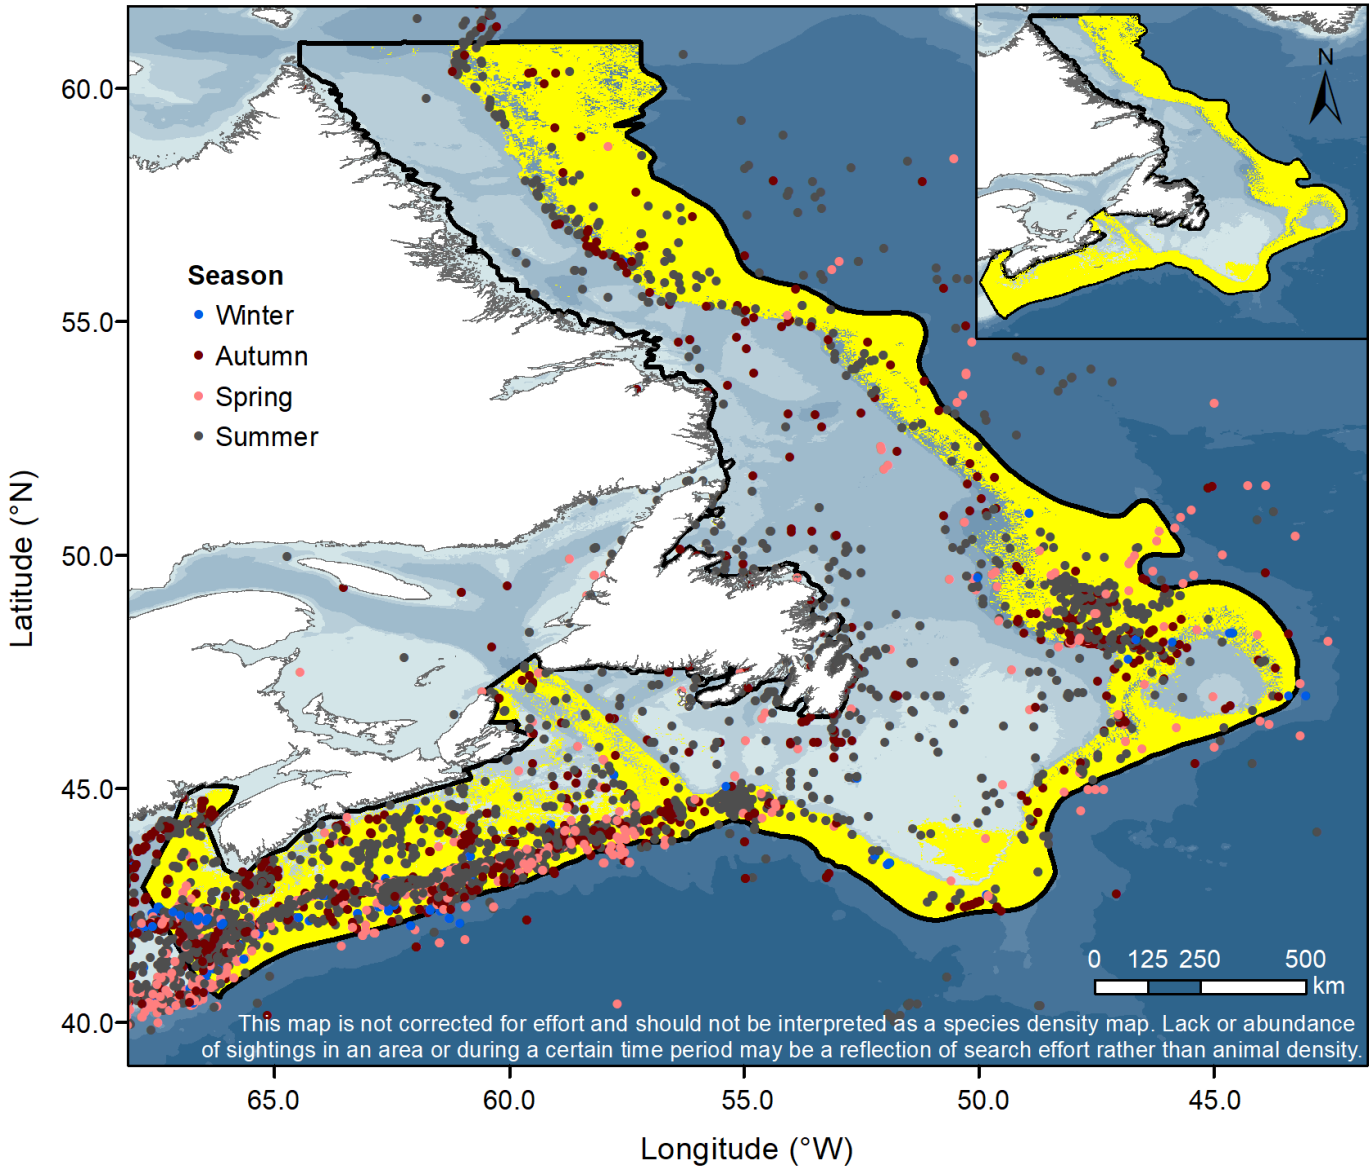 60.0
55.0
50.0
45.0
40.0
Latitude (°N)
Season
Winter
Autumn
Spring
Summer
N
0 125 250 500
km
This map is not corrected for effort and should not be interpreted as a species density map. Lack or abundance
of sightings in an area or during a certain time period may be a reflection of search effort rather than animal density.
65.0 60.0 55.0 50.0 45.0
Longitude (°W)